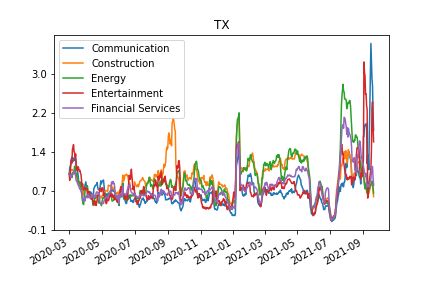 TX
Communication
Construction
Energy
Entertainment
Financial Services
3.0
2.2
1.4
0.7
-0.1
2020-03
2020-05
2020-07
2020-09
2020-11
2021-01
2021-03
2021-05
2021-07
2021-09